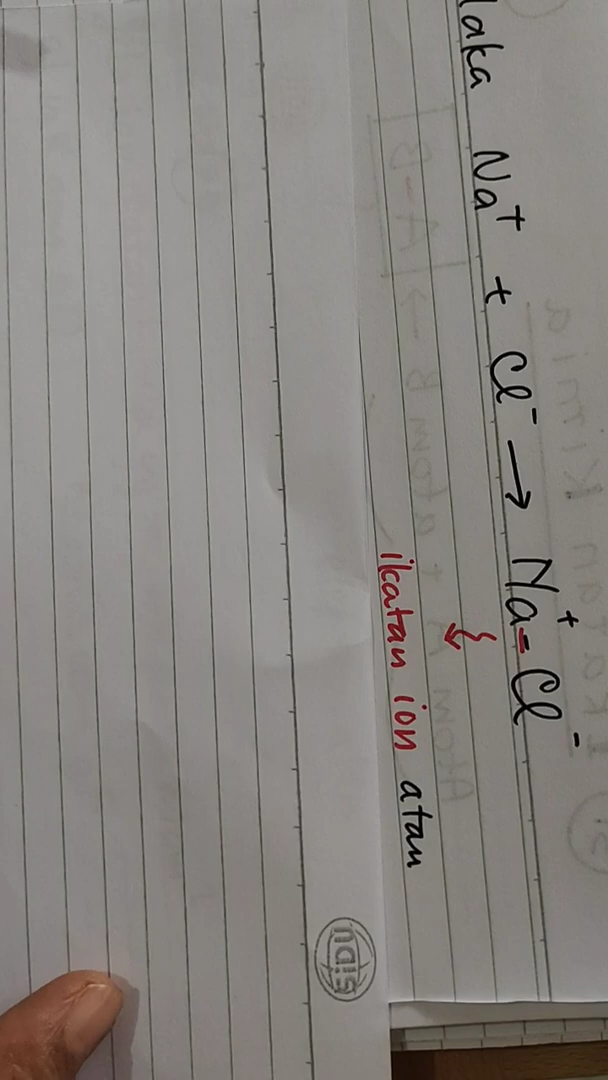 Maka Na⁺ + Cl⁻ → Na⁺-Cl⁻
ikatan ion atau
sidu